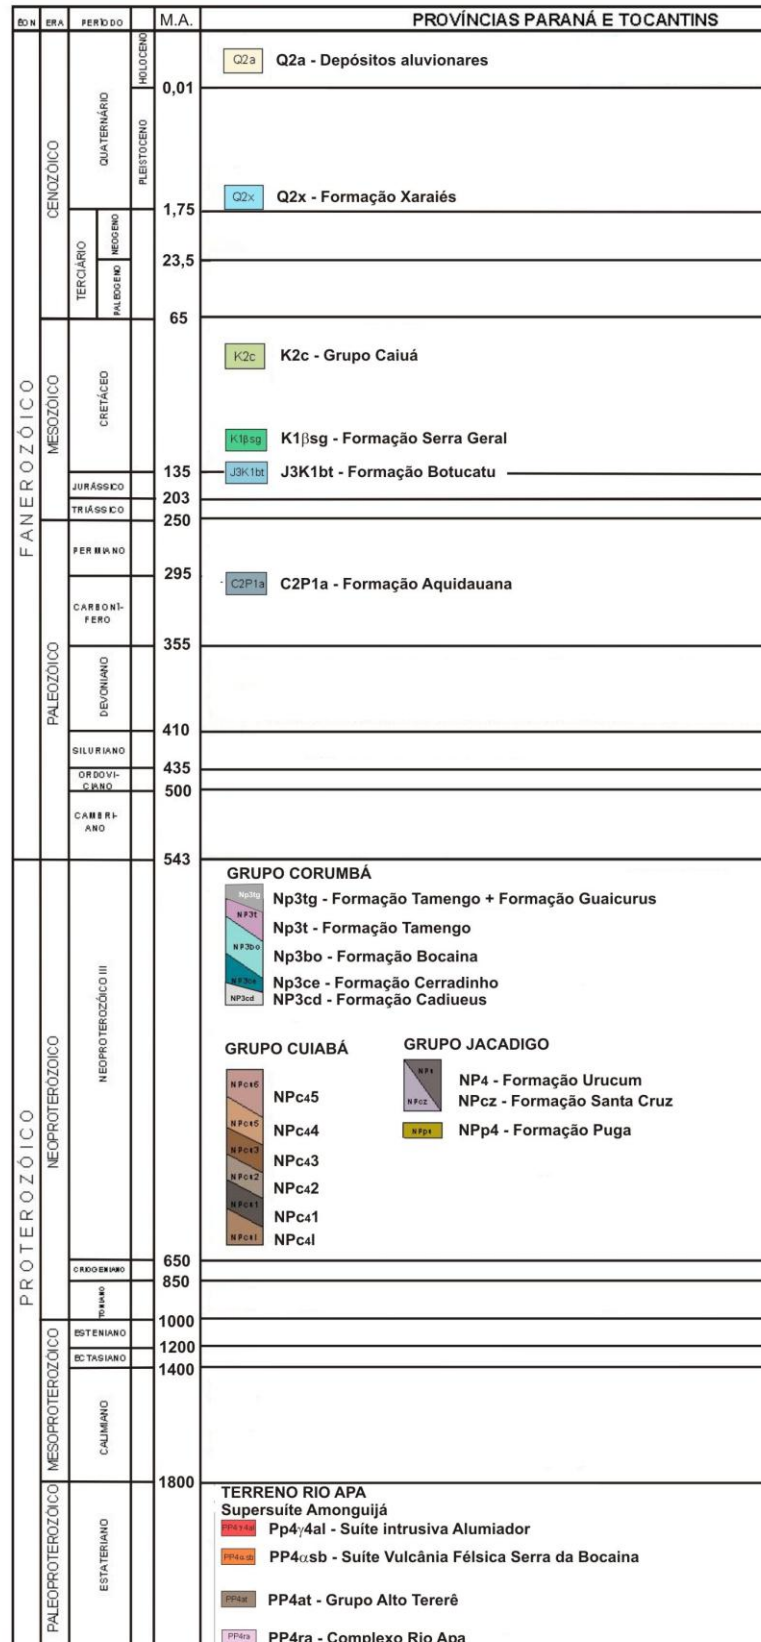 ÉON ERA PERÍODO M.A. PROVÍNCIAS PARANÁ E TOCANTINS
FANEROZÓICO
PROTEROZÓICO
CENOZÓICO
MESOZÓICO
PALEOZÓICO
NEOPROTEROZÓICO
MESOPROTEROZÓICO
PALEOPROTEROZÓICO
QUATERNÁRIO
HOLOCENO
PLEISTOCENO
TERCIÁRIO
NEOGENO
PALEOGENO
CRETÁCEO
JURÁSSICO
TRIÁSSICO
PERMIANO
CARBONÍ-
FERO
DEVONIANO
SILURIANO
ORDOVI-
CIANO
CAMBRI-
ANO
NEOPROTEROZÓICO III
CRIOGENIANO
TONIANO
ESTENIANO
ECTASIANO
CALIMIANO
ESTATERIANO
0,01
1,75
23,5
65
135
203
250
295
355
410
435
500
543
650
850
1000
1200
1400
1800
Q2a Q2a - Depósitos aluvionares
Q2x Q2x - Formação Xaraiés
K2c K2c - Grupo Caiuá
K1βsg K1βsg - Formação Serra Geral
J3K1bt J3K1bt - Formação Botucatu
C2P1a C2P1a - Formação Aquidauana
GRUPO CORUMBÁ
Np3tg Np3tg - Formação Tamengo + Formação Guaicurus
NP3t Np3t - Formação Tamengo
NP3bo Np3bo - Formação Bocaina
NP3ce Np3ce - Formação Cerradinho
NP3cd NP3cd - Formação Cadiueus
GRUPO CUIABÁ
NPc45
NPc44
NPc43
NPc42
NPc41
NPc4I
GRUPO JACADIGO
NP4 - Formação Urucum
NPcz NPcz - Formação Santa Cruz
NPp4 - Formação Puga
TERRENO RIO APA
Supersuíte Amonguijá
PP4γ4al Pp4γ4al - Suíte intrusiva Alumiador
PP4αsb PP4αsb - Suíte Vulcânia Félsica Serra da Bocaina
PP4at PP4at - Grupo Alto Tererê
PP4ra PP4ra - Complexo Rio Apa